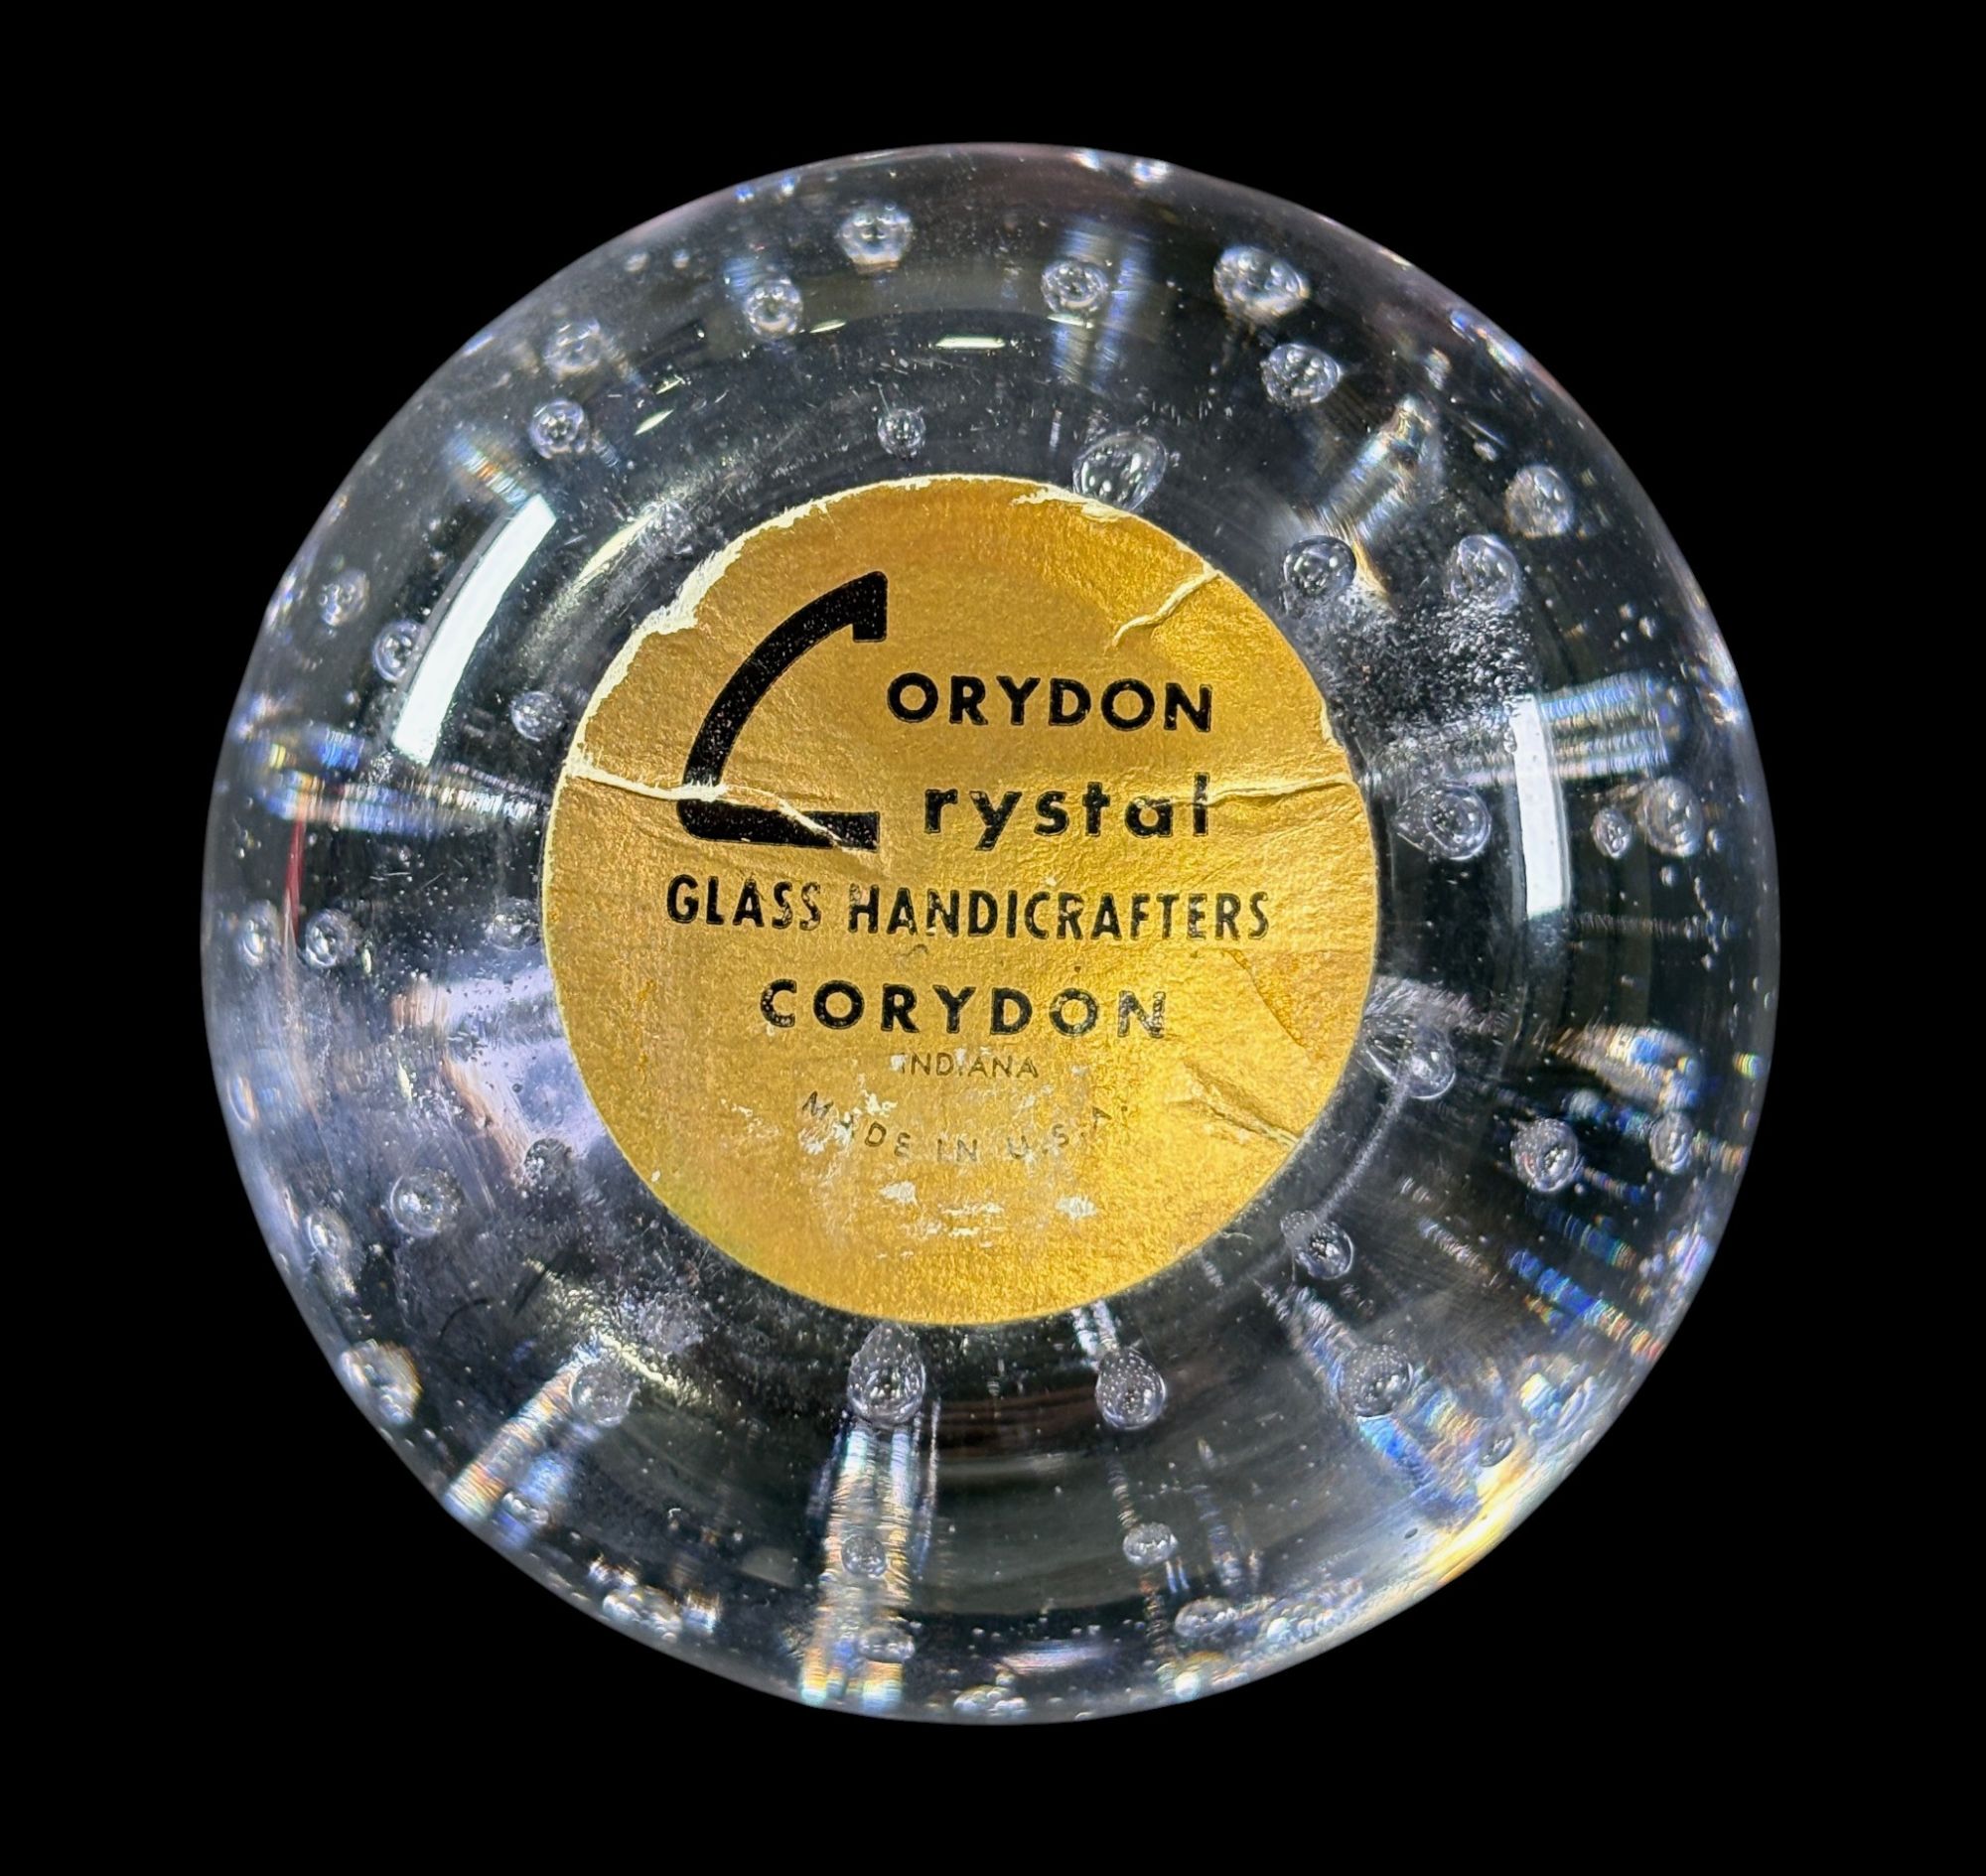 CORYDON
Crystal
GLASS HANDICRAFTERS
CORYDON
INDIANA
MADE IN U.S.A.